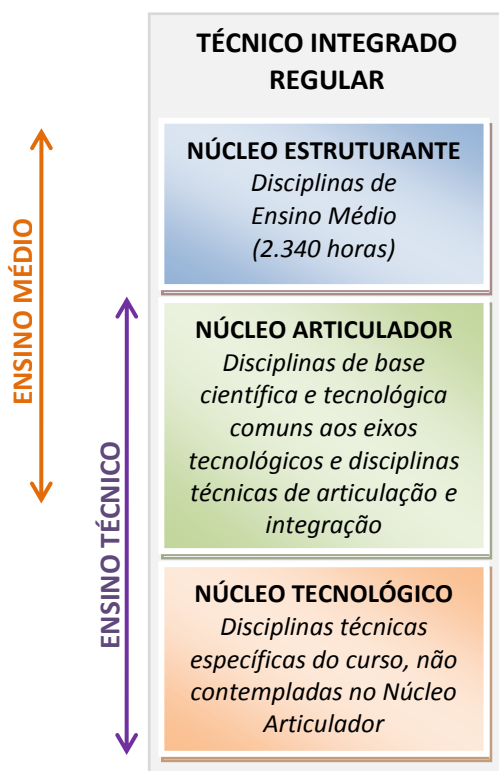 TÉCNICO INTEGRADO
REGULAR
ENSINO MÉDIO
ENSINO TÉCNICO
NÚCLEO ESTRUTURANTE
Disciplinas de
Ensino Médio
(2.340 horas)
NÚCLEO ARTICULADOR
Disciplinas de base
científica e tecnológica
comuns aos eixos
tecnológicos e disciplinas
técnicas de articulação e
integração
NÚCLEO TECNOLÓGICO
Disciplinas técnicas
específicas do curso, não
contempladas no Núcleo
Articulador